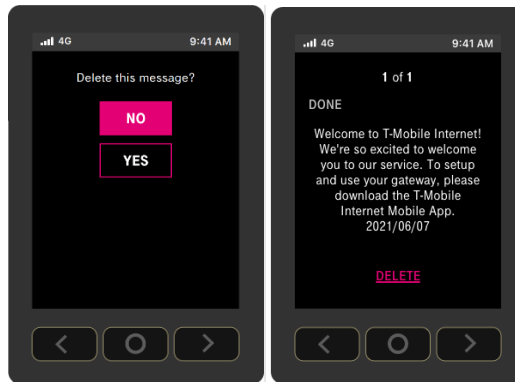 4G 9:41 AM
Delete this message?
NO
YES
4G 9:41 AM
1 of 1
DONE
Welcome to T-Mobile Internet!
We're so excited to welcome
you to our service. To setup
and use your gateway, please
download the T-Mobile
Internet Mobile App.
2021/06/07
DELETE